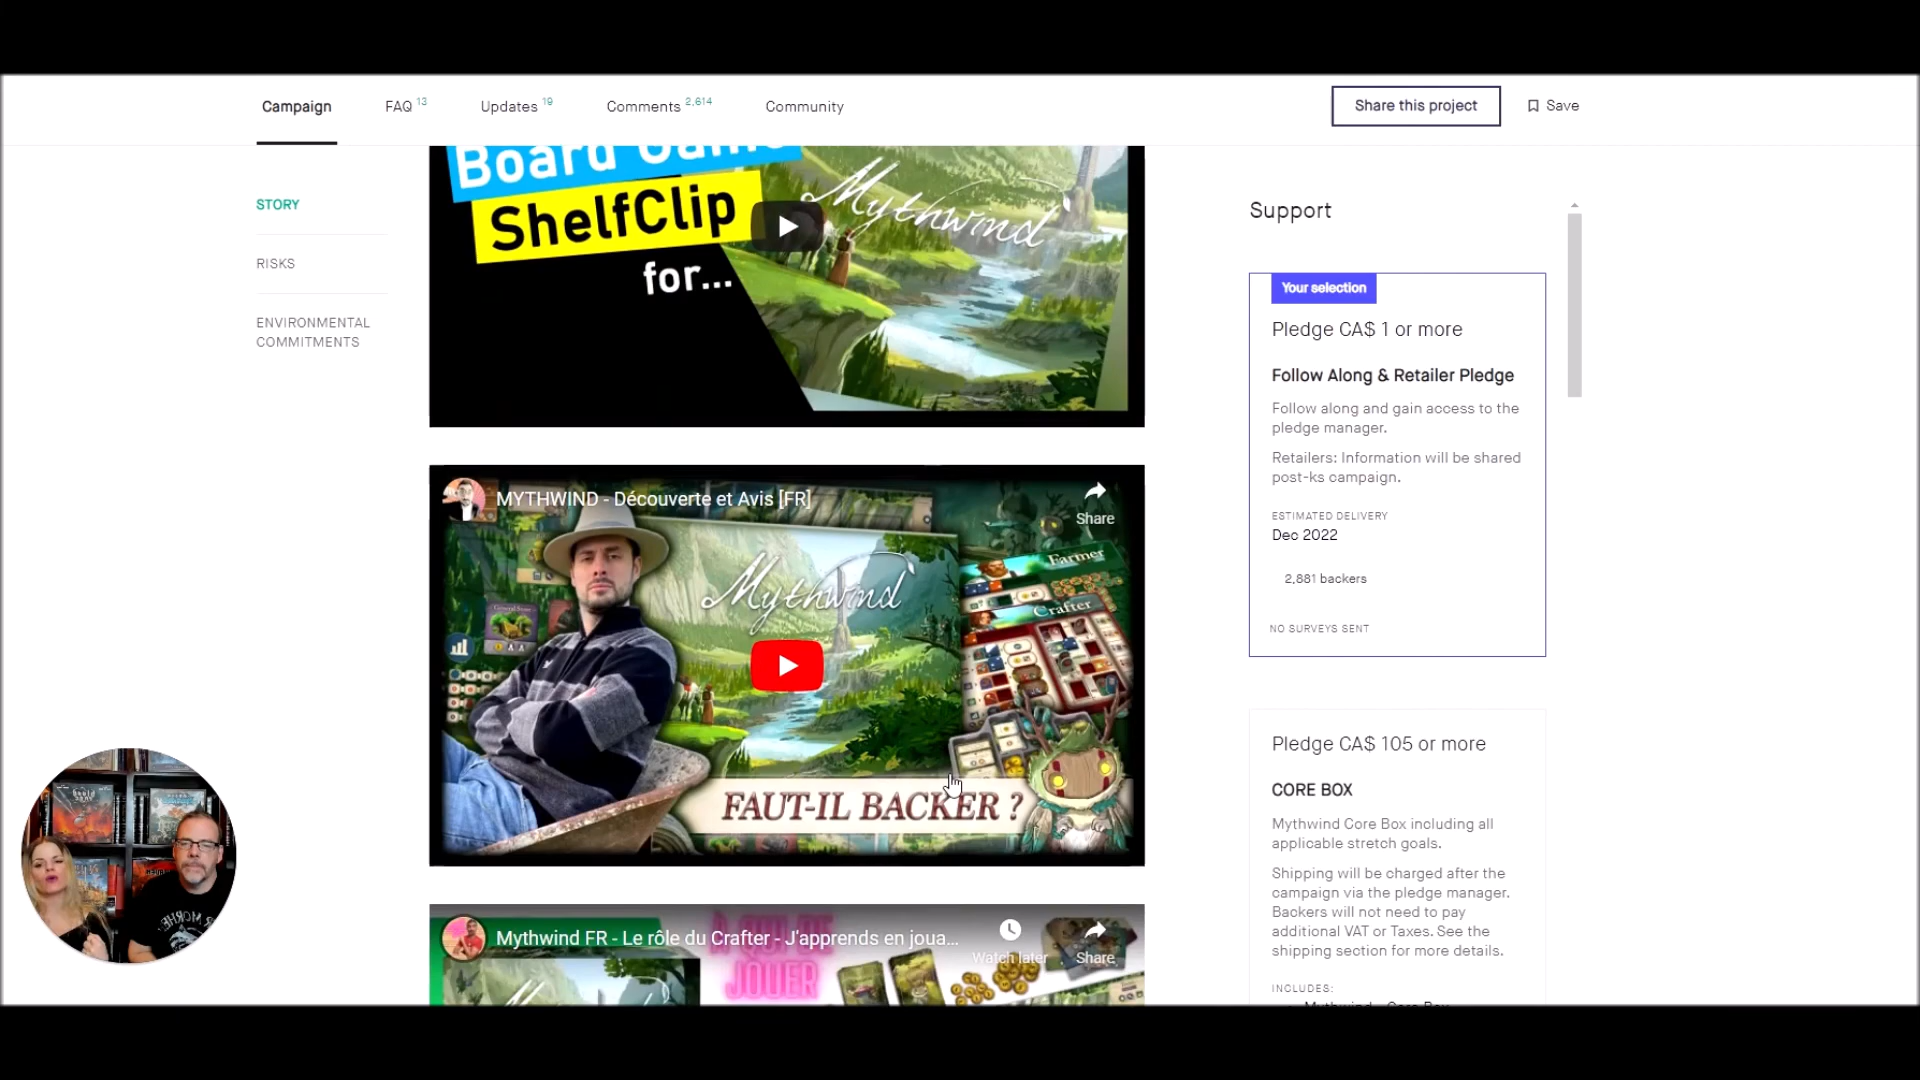 Campaign
FAQ 13
Updates 19
Comments 2,614
Community
Share this project
Save
STORY
RISKS
ENVIRONMENTAL
COMMITMENTS
Board Game
ShelfClip
for...
Mythwind
MYTHWIND - Découverte et Avis [FR]
Share
Mythwind
Farmer
Crafter
FAUT-IL BACKER ?
Mythwind FR - Le rôle du Crafter - J'apprends en joua...
Watch later
Share
À QUI DE
JOUER
Support
Your selection
Pledge CA$ 1 or more
Follow Along & Retailer Pledge
Follow along and gain access to the
pledge manager.
Retailers: Information will be shared
post-ks campaign.
ESTIMATED DELIVERY
Dec 2022
2,881 backers
NO SURVEYS SENT
Pledge CA$ 105 or more
CORE BOX
Mythwind Core Box including all
applicable stretch goals.
Shipping will be charged after the
campaign via the pledge manager.
Backers will not need to pay
additional VAT or Taxes. See the
shipping section for more details.
INCLUDES:
Mythwind - Core Box